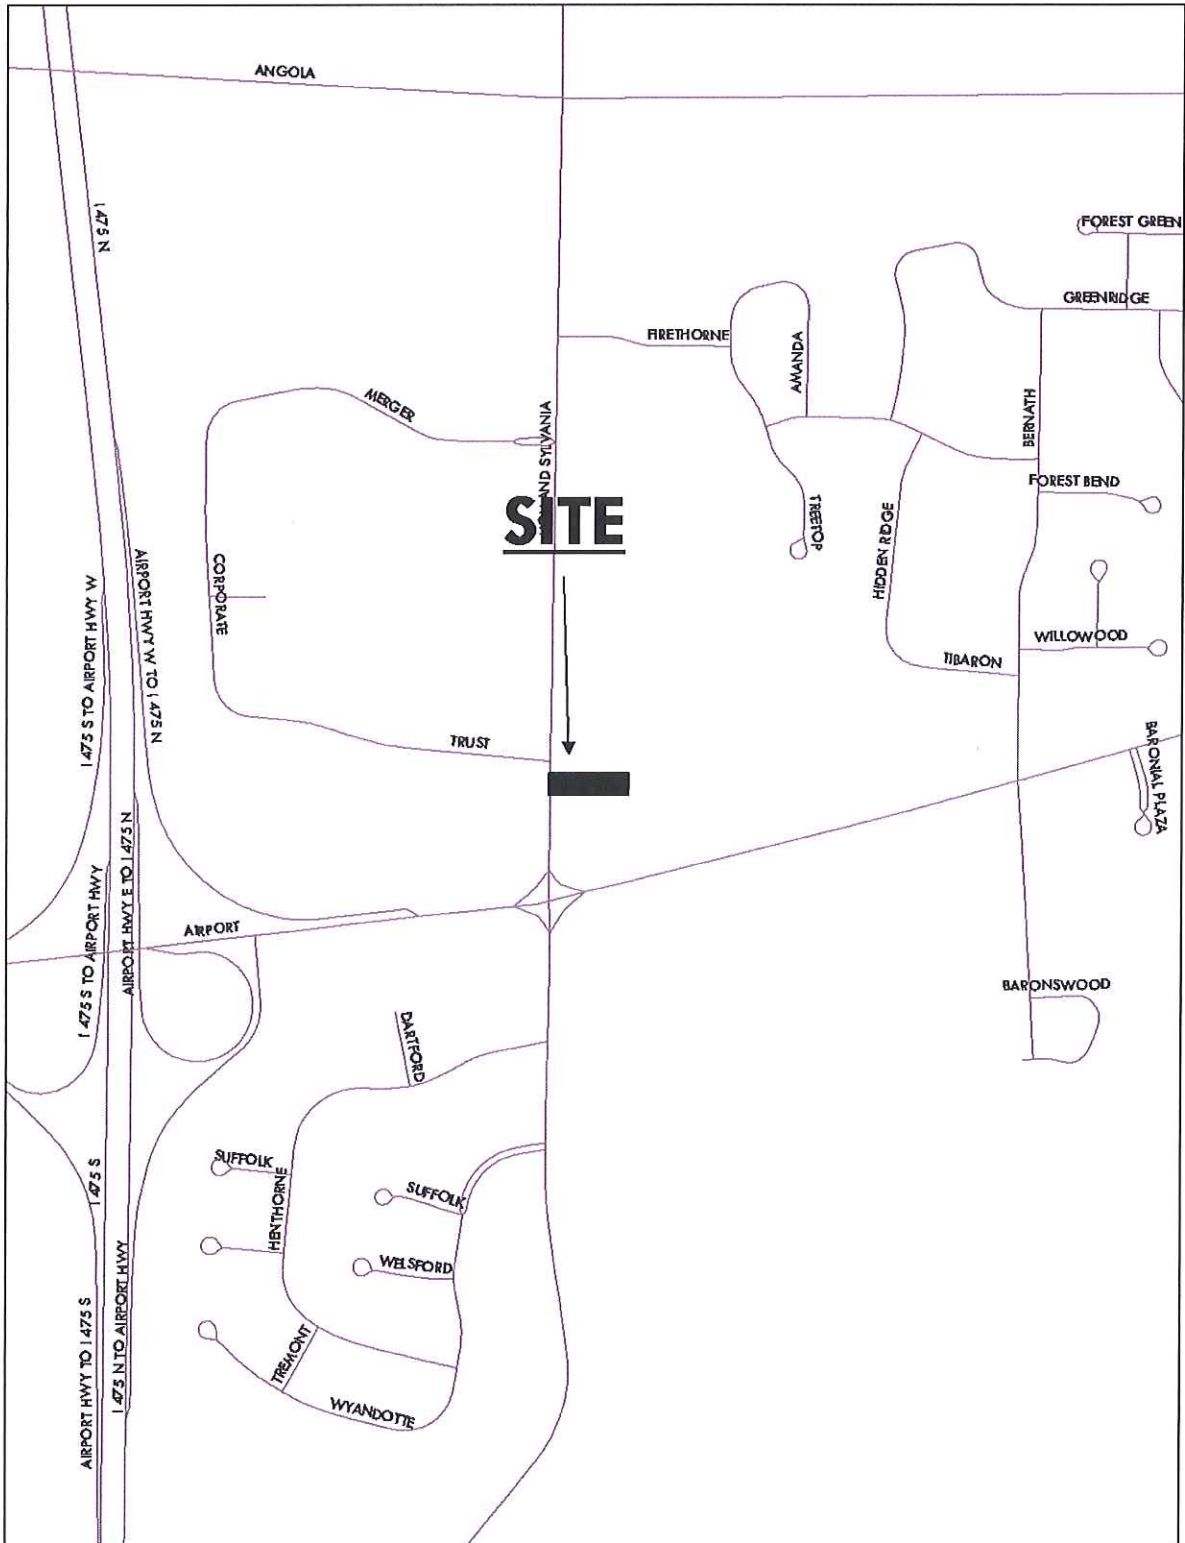 ANGOLA
I 475 N
FOREST GREEN
GREENRIDGE
FIRETHORNE
AMANDA
MERGER
BERNATH
AND SYLVANIA
FOREST BEND
SITE
TREETOP
HIDDEN RIDGE
CORPORATE
AIRPORT HWY W TO I 475 N
I 475 S TO AIRPORT HWY W
WILLOWOOD
TIBARON
TRUST
BARONIAL PLAZA
AIRPORT HWY E TO I 475 N
I 475 S TO AIRPORT HWY
AIRPORT
BARONSWOOD
DARTFORD
SUFFOLK
I 475 S
HENTHORNE
SUFFOLK
WELSFORD
I 475 N TO AIRPORT HWY
AIRPORT HWY TO I 475 S
TREMONT
WYANDOTTE